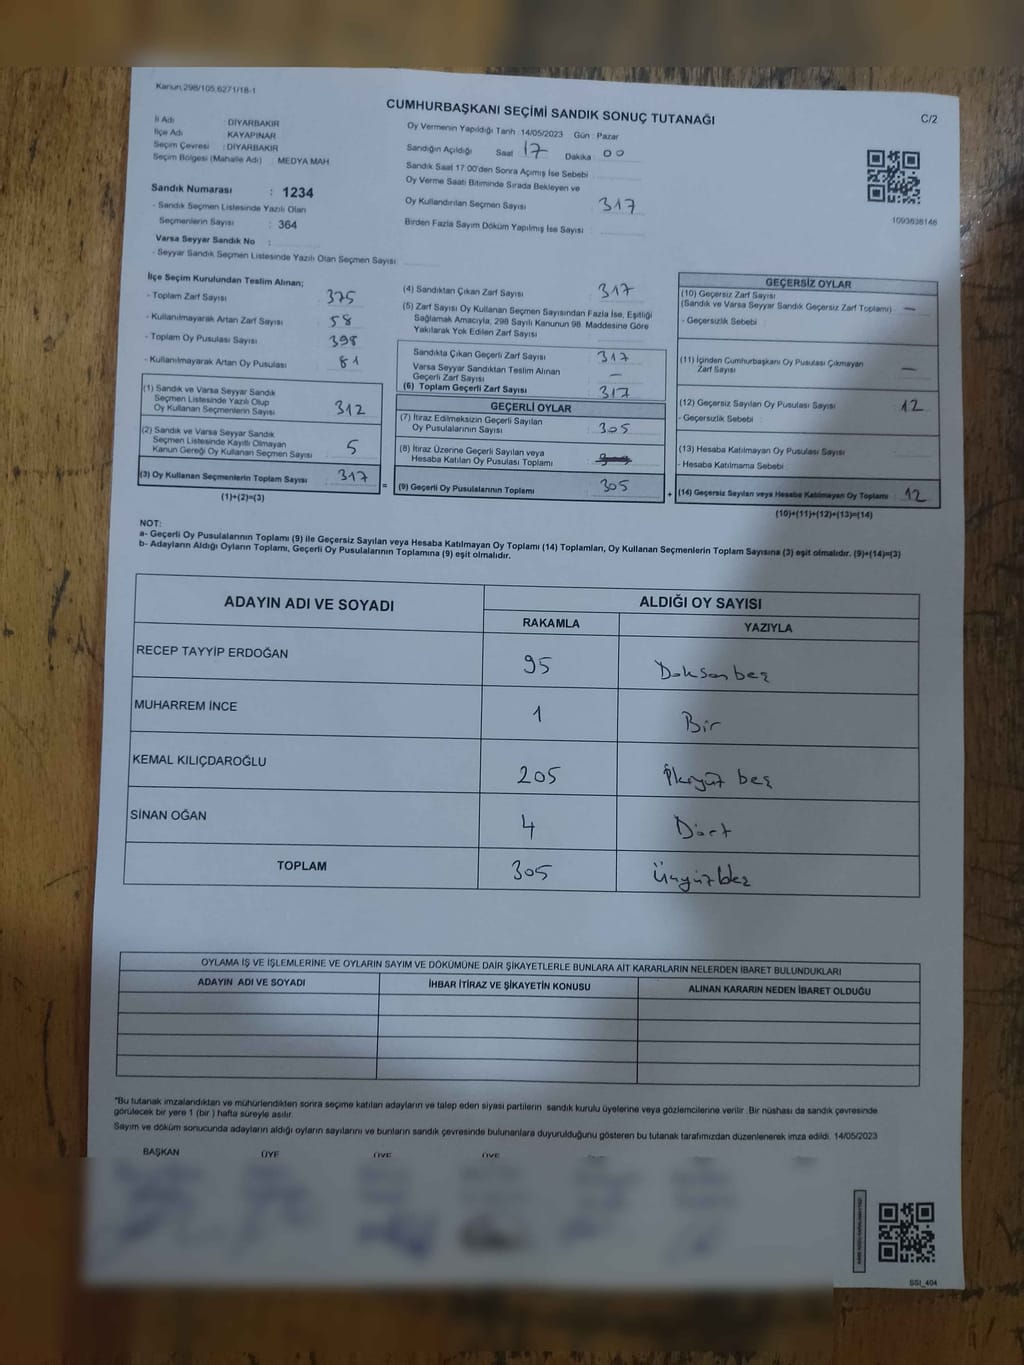 Kanun 298/105,6271/18-1
CUMHURBAŞKANI SEÇİMİ SANDIK SONUÇ TUTANAĞI
C/2
İl Adı DİYARBAKIR
İlçe Adı KAYAPINAR
Seçim Çevresi : DİYARBAKIR
Seçim Bölgesi (Mahalle Adı) : MEDYA MAH.
Sandık Numarası : 1234
- Sandık Seçmen Listesinde Yazılı Olan
Seçmenlerin Sayısı : 364
Varsa Seyyar Sandık No :
- Seyyar Sandık Seçmen Listesinde Yazılı Olan Seçmen Sayısı
Oy Vermenin Yapıldığı Tarih 14/05/2023 Gün Pazar
Sandığın Açıldığı Saat 17 Dakika 00
Sandık Saat 17.00'den Sonra Açımış İse Sebebi
Oy Verme Saati Bitiminde Sırada Bekleyen ve
Oy Kullandırılan Seçmen Sayısı 317
Birden Fazla Sayım Döküm Yapılmış İse Sayısı
1093838146
İlçe Seçim Kurulundan Teslim Alınan;
- Toplam Zarf Sayısı 375
- Kullanılmayarak Artan Zarf Sayısı 58
- Toplam Oy Pusulası Sayısı 398
- Kullanılmayarak Artan Oy Pusulası 81
(1) Sandık ve Varsa Seyyar Sandık
Seçmen Listesinde Yazılı Olup
Oy Kullanan Seçmenlerin Sayısı 312
(2) Sandık ve Varsa Seyyar Sandık
Seçmen Listesinde Kayıtlı Olmayan
Kanun Gereği Oy Kullanan Seçmen Sayısı 5
(3) Oy Kullanan Seçmenlerin Toplam Sayısı 317
(1)+(2)=(3)
(4) Sandıktan Çıkan Zarf Sayısı 317
(5) Zarf Sayısı Oy Kullanan Seçmen Sayısından Fazla İse, Eşitliği
Sağlamak Amacıyla, 298 Sayılı Kanunun 98. Maddesine Göre
Yakılarak Yok Edilen Zarf Sayısı
Sandıkta Çıkan Geçerli Zarf Sayısı 317
Varsa Seyyar Sandıktan Teslim Alınan
Geçerli Zarf Sayısı —
(6) Toplam Geçerli Zarf Sayısı 317
GEÇERLİ OYLAR
(7) İtiraz Edilmeksizin Geçerli Sayılan
Oy Pusulalarının Sayısı 305
(8) İtiraz Üzerine Geçerli Sayılan veya
Hesaba Katılan Oy Pusulası Toplamı
= (9) Geçerli Oy Pusulalarının Toplamı 305 +
GEÇERSİZ OYLAR
(10) Geçersiz Zarf Sayısı
(Sandık ve Varsa Seyyar Sandık Geçersiz Zarf Toplamı) —
- Geçersizlik Sebebi
(11) İçinden Cumhurbaşkanı Oy Pusulası Çıkmayan
Zarf Sayısı —
(12) Geçersiz Sayılan Oy Pusulası Sayısı 12
- Geçersizlik Sebebi :
(13) Hesaba Katılmayan Oy Pusulası Sayısı
- Hesaba Katılmama Sebebi
(14) Geçersiz Sayılan veya Hesaba Katılmayan Oy Toplamı 12
(10)+(11)+(12)+(13)=(14)
NOT:
a- Geçerli Oy Pusulalarının Toplamı (9) ile Geçersiz Sayılan veya Hesaba Katılmayan Oy Toplamı (14) Toplamları, Oy Kullanan Seçmenlerin Toplam Sayısına (3) eşit olmalıdır. (9)+(14)=(3)
b- Adayların Aldığı Oyların Toplamı, Geçerli Oy Pusulalarının Toplamına (9) eşit olmalıdır.
ADAYIN ADI VE SOYADI ALDIĞI OY SAYISI
RAKAMLA YAZIYLA
RECEP TAYYİP ERDOĞAN 95 Doksanbeş
MUHARREM İNCE 1 Bir
KEMAL KILIÇDAROĞLU 205 İkiyüz beş
SİNAN OĞAN 4 Dört
TOPLAM 305 Üçyüzbeş
OYLAMA İŞ VE İŞLEMLERİNE VE OYLARIN SAYIM VE DÖKÜMÜNE DAİR ŞİKAYETLERLE BUNLARA AİT KARARLARIN NELERDEN İBARET BULUNDUKLARI
ADAYIN ADI VE SOYADI İHBAR İTİRAZ VE ŞİKAYETİN KONUSU ALINAN KARARIN NEDEN İBARET OLDUĞU
"Bu tutanak imzalandıktan ve mühürlendikten sonra seçime katılan adayların ve talep eden siyasi partilerin sandık kurulu üyelerine veya gözlemcilerine verilir. Bir nüshası da sandık çevresinde
görülecek bir yere 1 (bir ) hafta süreyle asılır.
Sayım ve döküm sonucunda adayların aldığı oyların sayılarını ve bunların sandık çevresinde bulunanlara duyurulduğunu gösteren bu tutanak tarafımızdan düzenlenerek imza edildi. 14/05/2023
BAŞKAN ÜYE ÜYE ÜYE
SSt_404